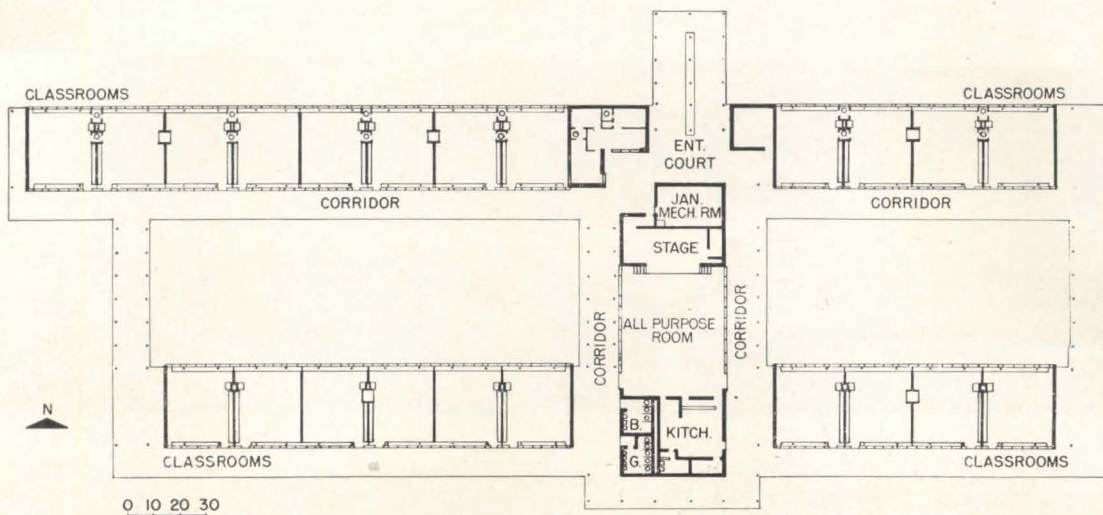 CLASSROOMS
CLASSROOMS
ENT.
COURT
CORRIDOR
JAN.
MECH. RM
CORRIDOR
STAGE
CORRIDOR
ALL PURPOSE
ROOM
CORRIDOR
N
B.
KITCH.
G.
CLASSROOMS
CLASSROOMS
0 10 20 30